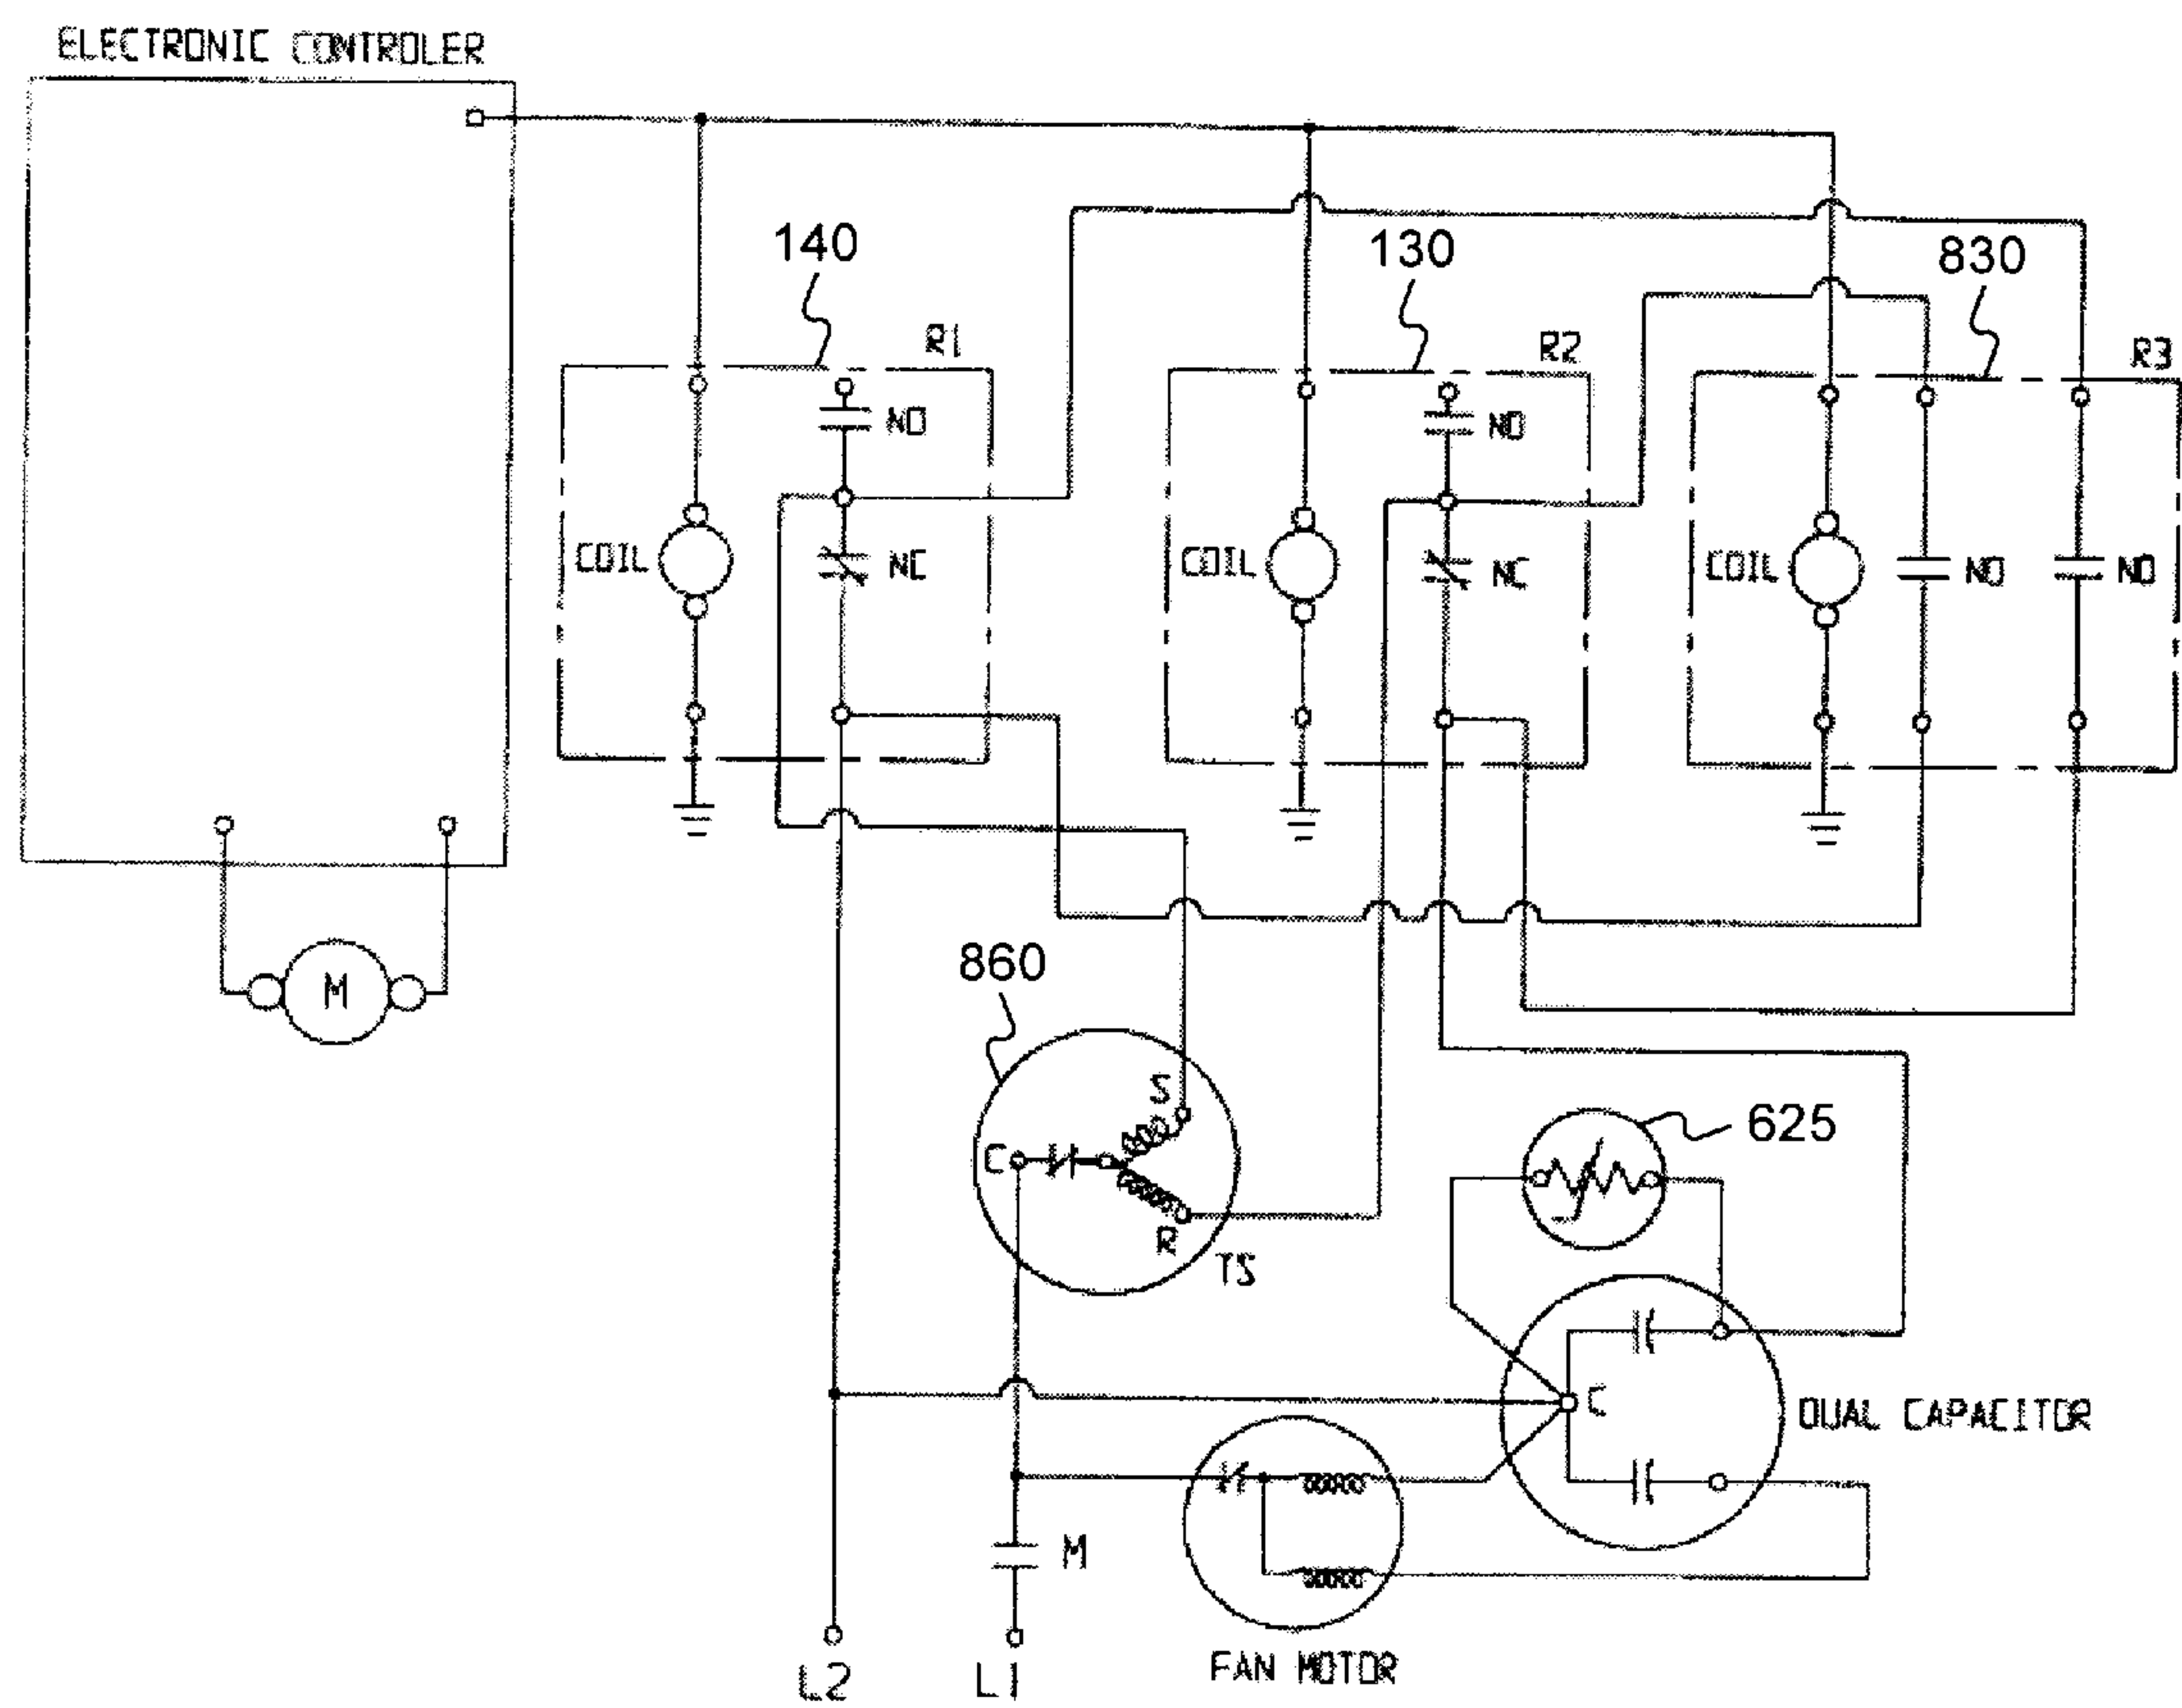 ELECTRONIC CONTROLER
140
130
830
R1
R2
R3
NO
NO
COIL
NC
COIL
NC
COIL
NO
NO
860
M
S
C
R
TS
625
C
DUAL CAPACITOR
M
FAN MOTOR
L2
L1